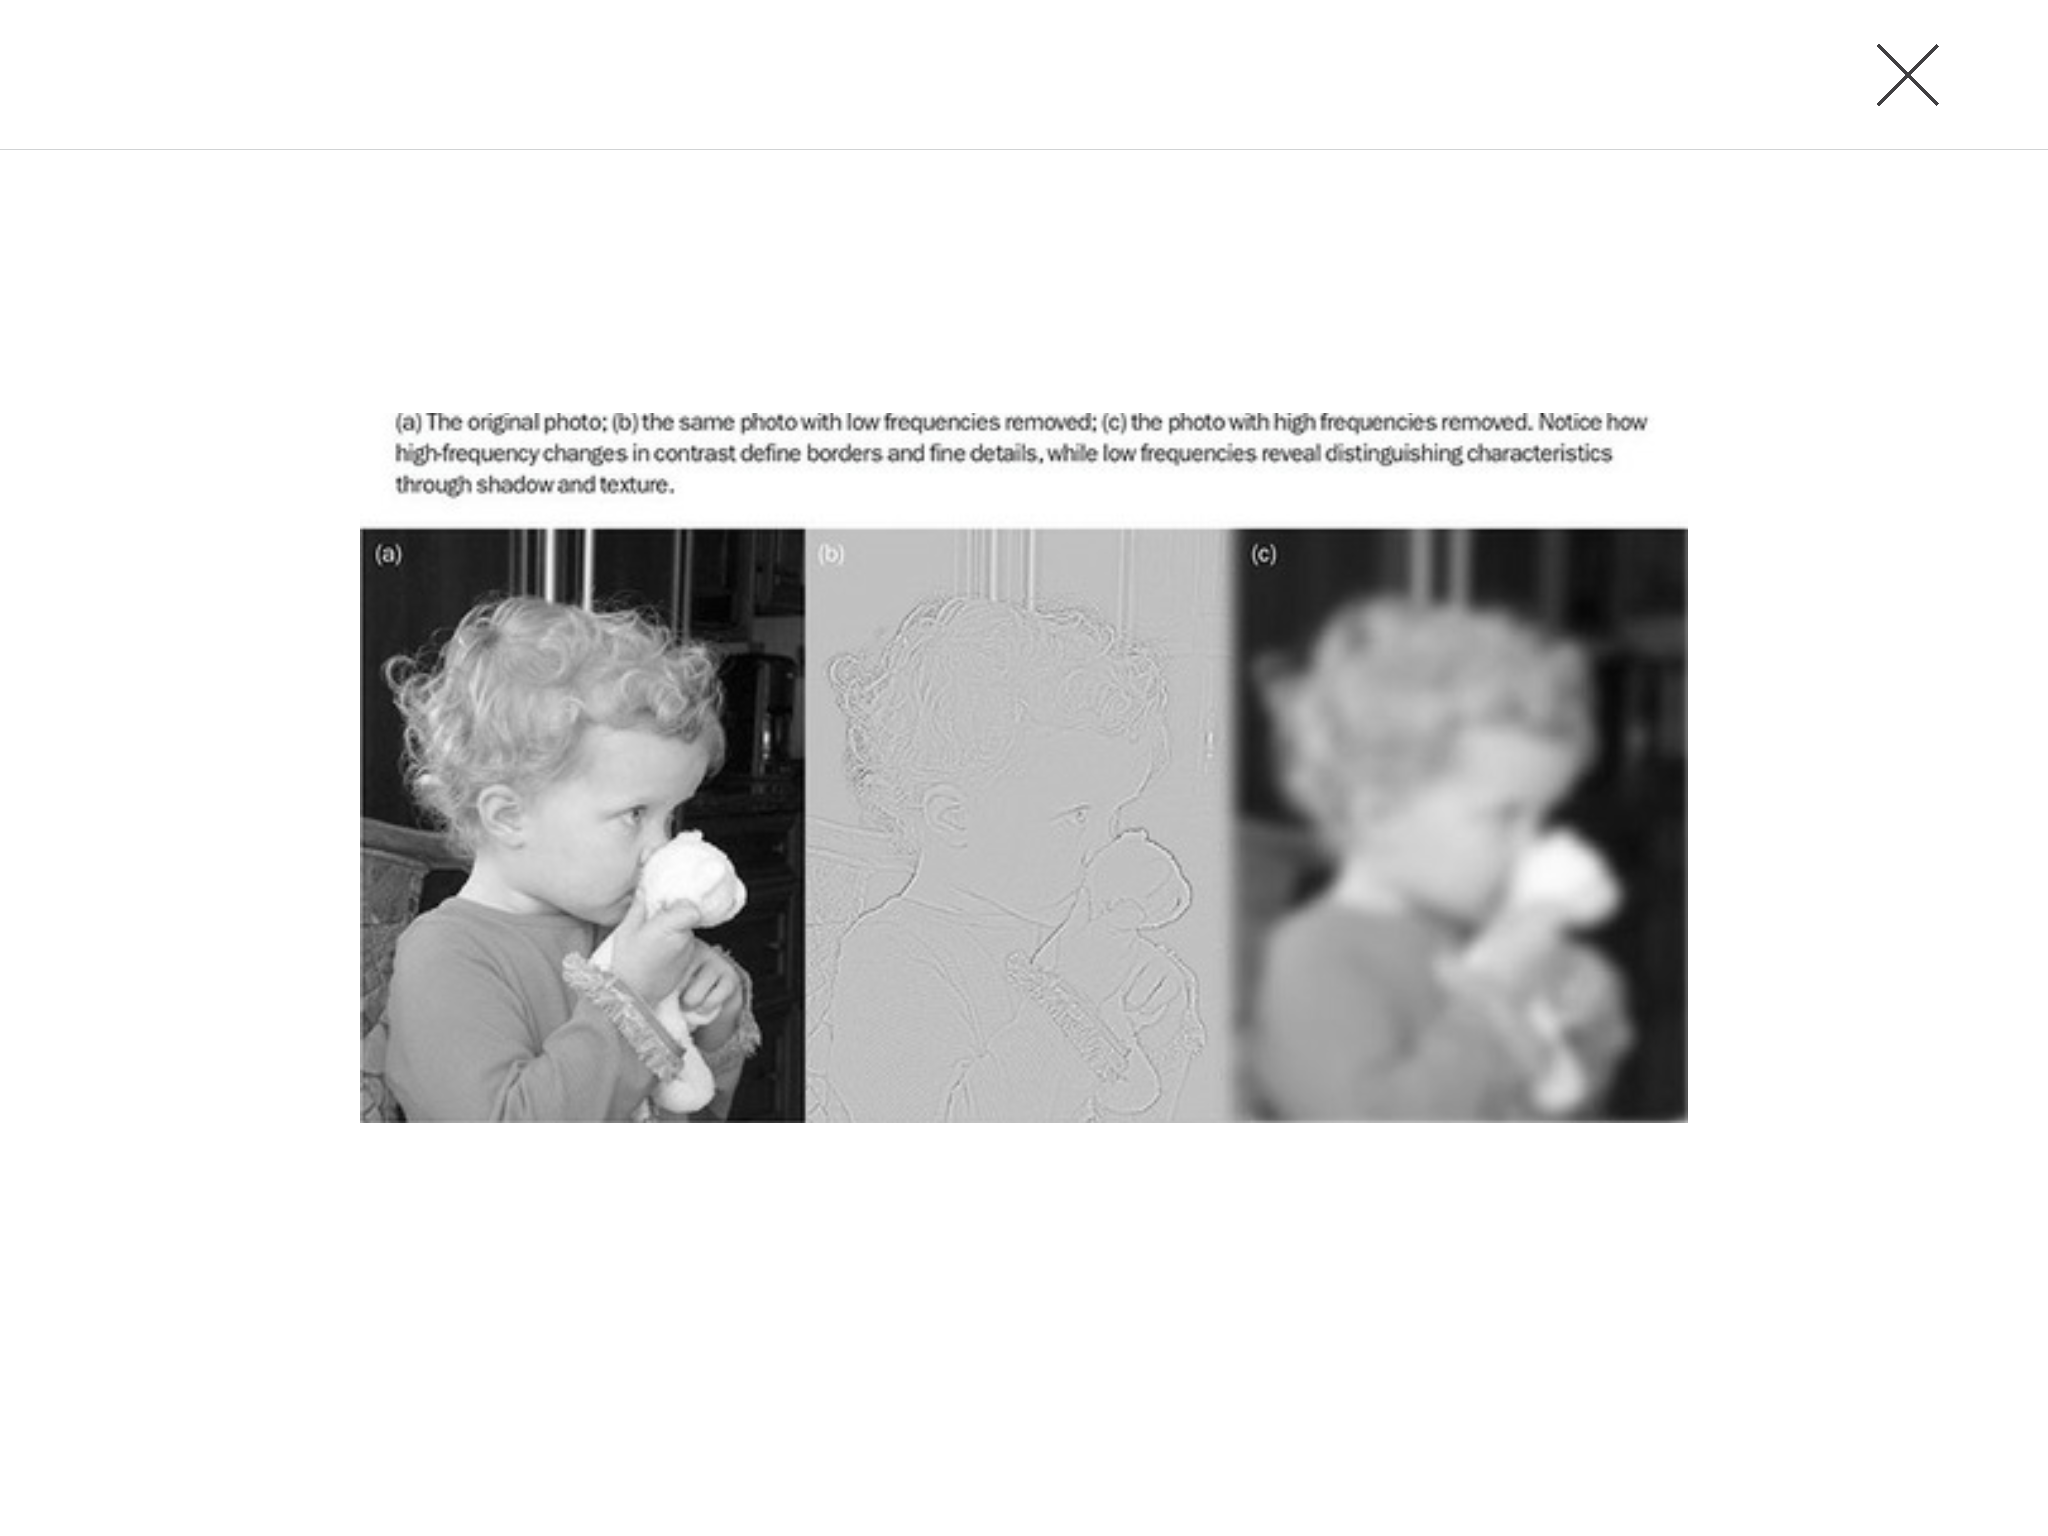 (a) The original photo; (b) the same photo with low frequencies removed; (c) the photo with high frequencies removed. Notice how
high-frequency changes in contrast define borders and fine details, while low frequencies reveal distinguishing characteristics
through shadow and texture.
(a) (b) (c)